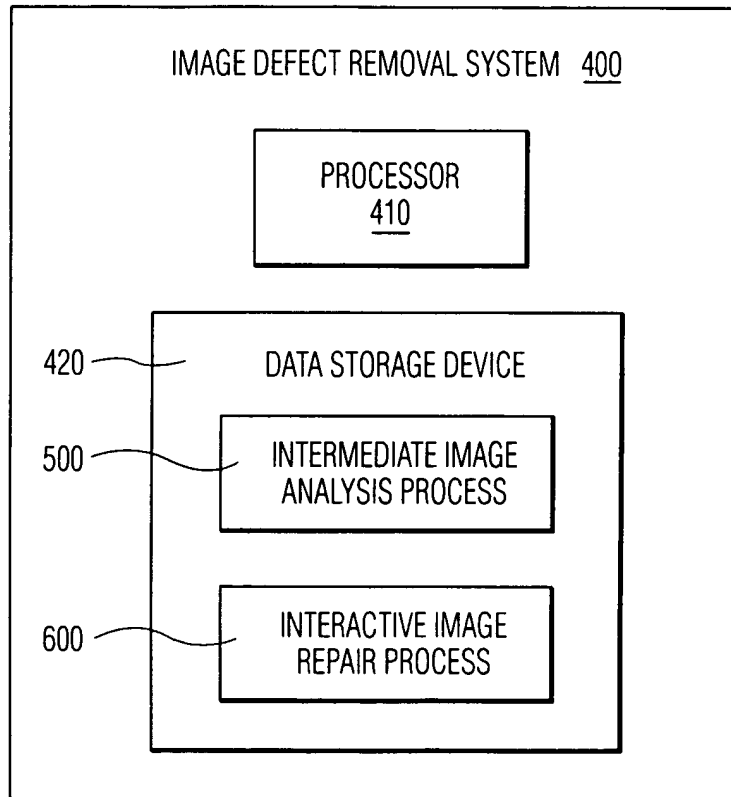 IMAGE DEFECT REMOVAL SYSTEM 400
PROCESSOR
410
420
DATA STORAGE DEVICE
500
INTERMEDIATE IMAGE
ANALYSIS PROCESS
600
INTERACTIVE IMAGE
REPAIR PROCESS